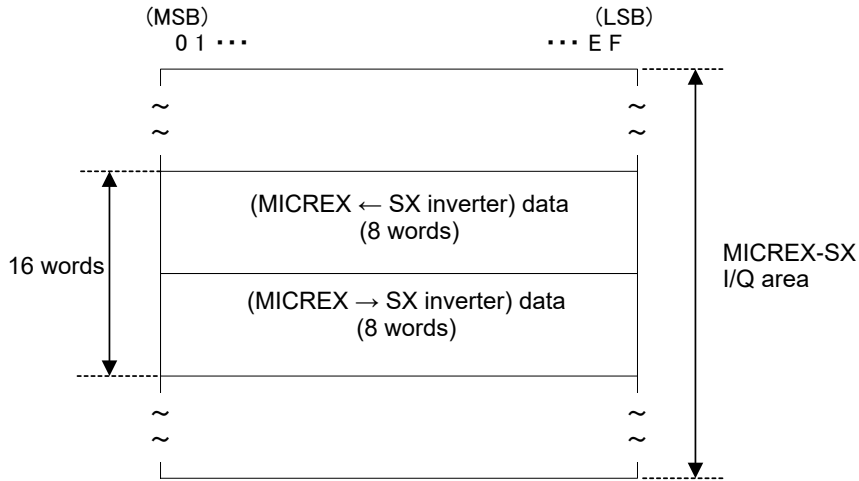 (MSB)
(LSB)
0 1 ･･･
･･･ E F
(MICREX ← SX inverter) data
(8 words)
16 words
(MICREX → SX inverter) data
(8 words)
MICREX-SX
I/Q area